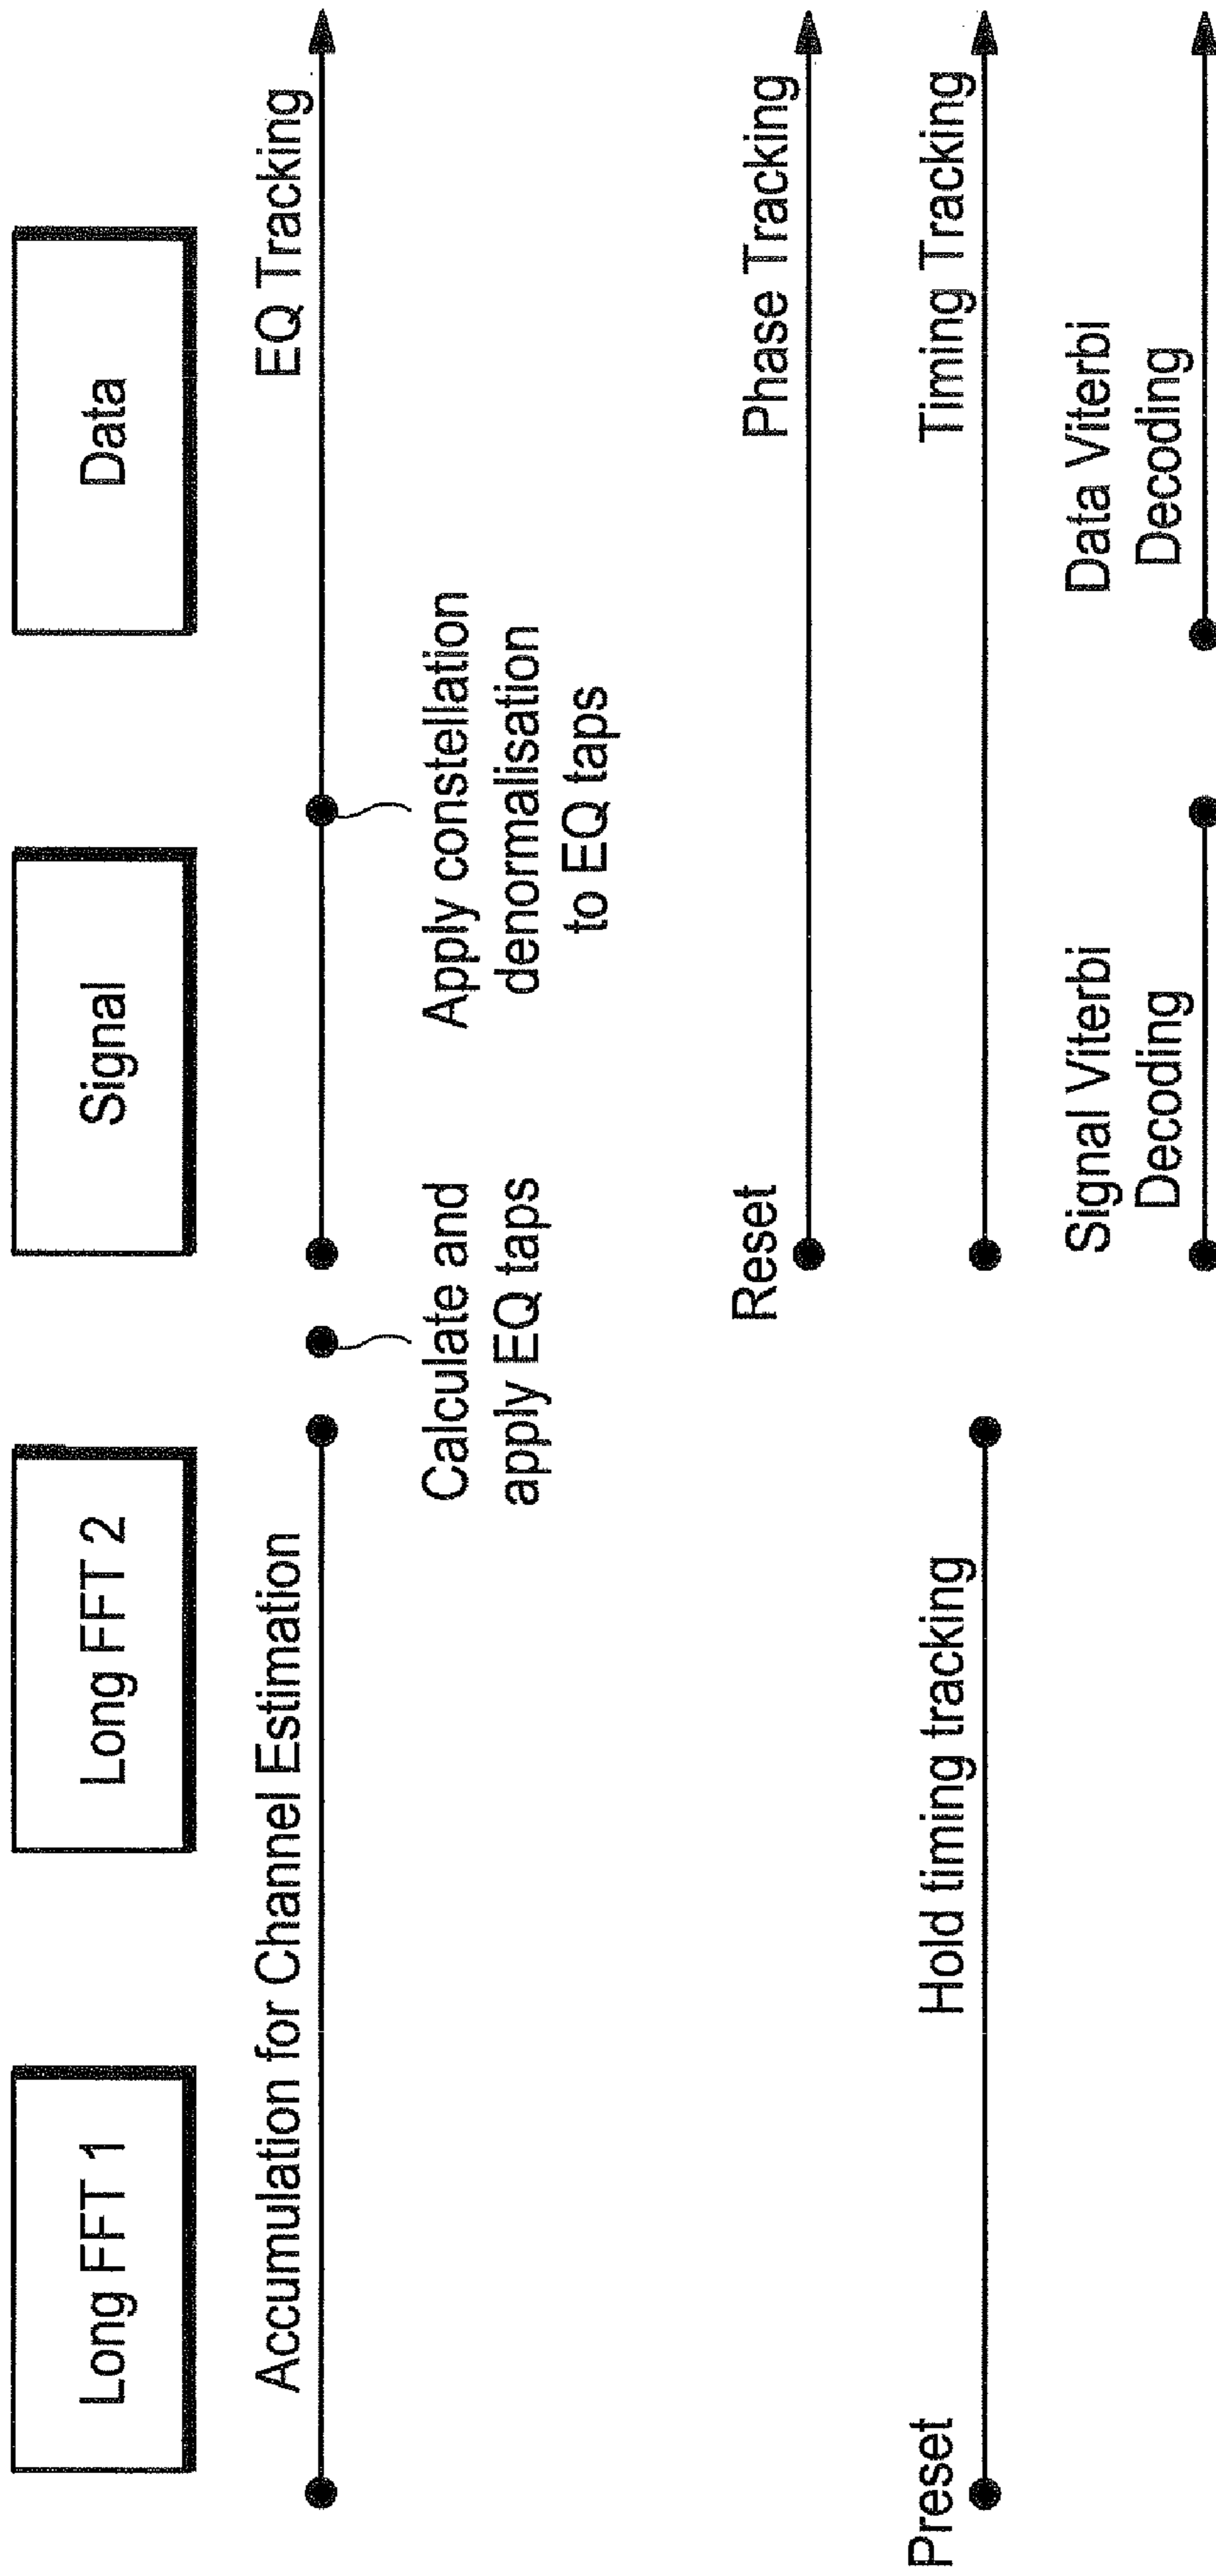 Long FFT 1
Long FFT 2
Signal
Data
Accumulation for Channel Estimation
EQ Tracking
Calculate and
apply EQ taps
Apply constellation
denormalisation
to EQ taps
Reset
Phase Tracking
Preset
Hold timing tracking
Timing Tracking
Signal Viterbi
Decoding
Data Viterbi
Decoding